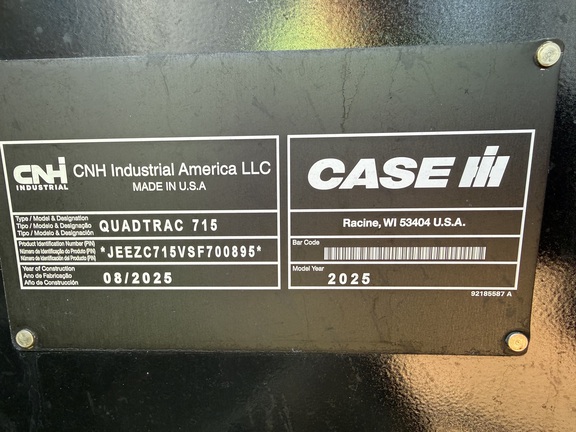 CNH
INDUSTRIAL
CNH Industrial America LLC
MADE IN U.S.A
Type / Model & Designation
Tipo / Modelo & Designação
Tipo / Modelo & Designación
QUADTRAC 715
Product Identification Number (PIN)
Número de Identificação do Produto (PIN)
Número de Identificación del Producto (PIN)
*JEEZC715VSF700895*
Year of Construction
Ano de Fabricação
Año de Construcción
08/2025
CASE IH
Racine, WI 53404 U.S.A.
Bar Code
Model Year
2025
92185587 A